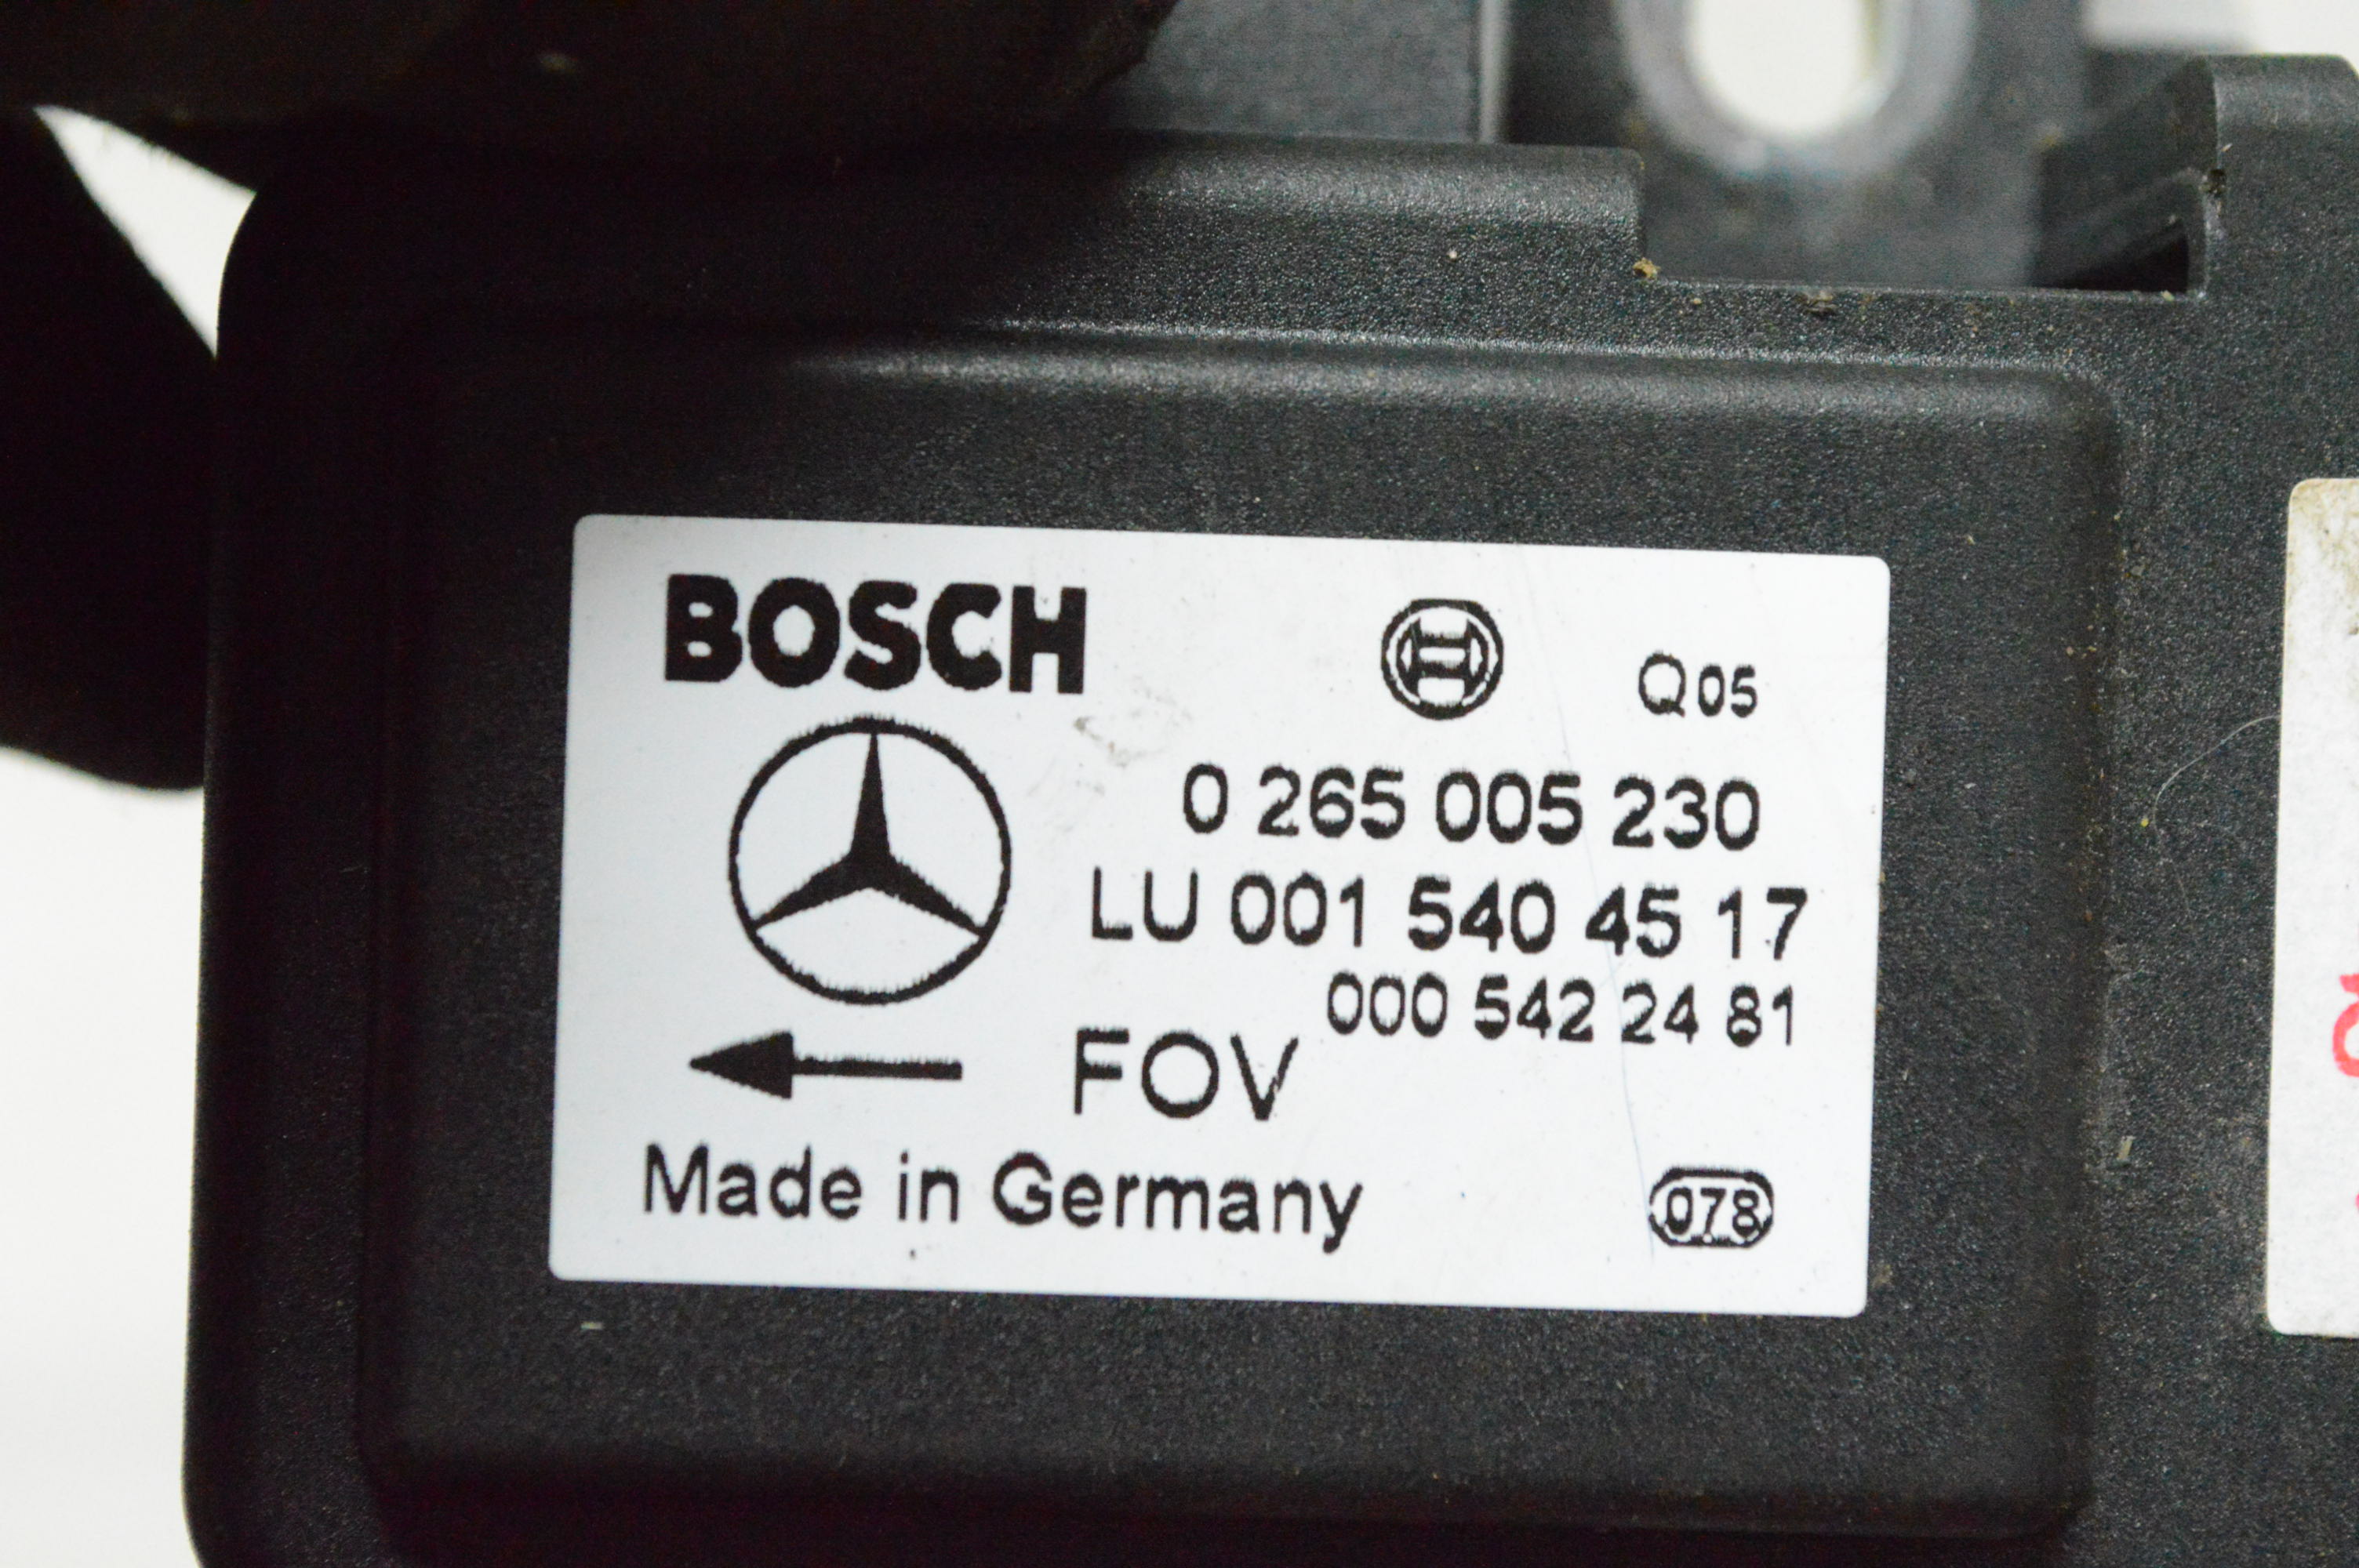 BOSCH
Q05
0 265 005 230
LU 001 540 45 17
000 542 24 81
FOV
Made in Germany
078